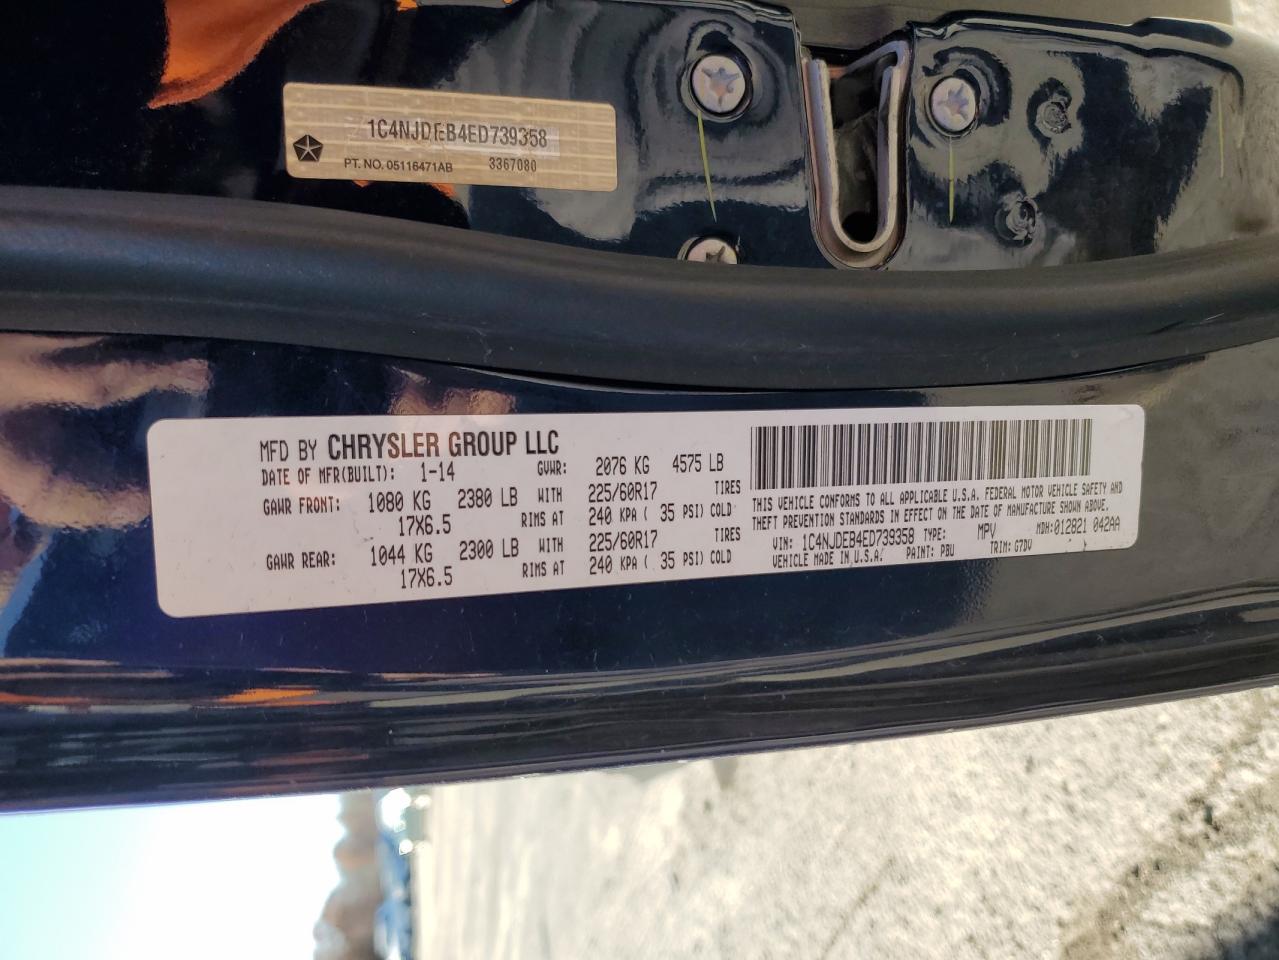 1C4NJDEB4ED739358
PT. NO. 05116471AB 3367080
MFD BY CHRYSLER GROUP LLC
DATE OF MFR(BUILT): 1-14 GVWR: 2076 KG 4575 LB
GAWR FRONT: 1080 KG 2380 LB WITH 225/60R17 TIRES
17X6.5 RIMS AT 240 KPA ( 35 PSI) COLD
GAWR REAR: 1044 KG 2300 LB WITH 225/60R17 TIRES
17X6.5 RIMS AT 240 KPA ( 35 PSI) COLD
THIS VEHICLE CONFORMS TO ALL APPLICABLE U.S.A. FEDERAL MOTOR VEHICLE SAFETY AND
THEFT PREVENTION STANDARDS IN EFFECT ON THE DATE OF MANUFACTURE SHOWN ABOVE.
VIN: 1C4NJDEB4ED739358 TYPE: MPV MDH: 012821 042AA
VEHICLE MADE IN U.S.A. PAINT: PBU TRIM: G7DV